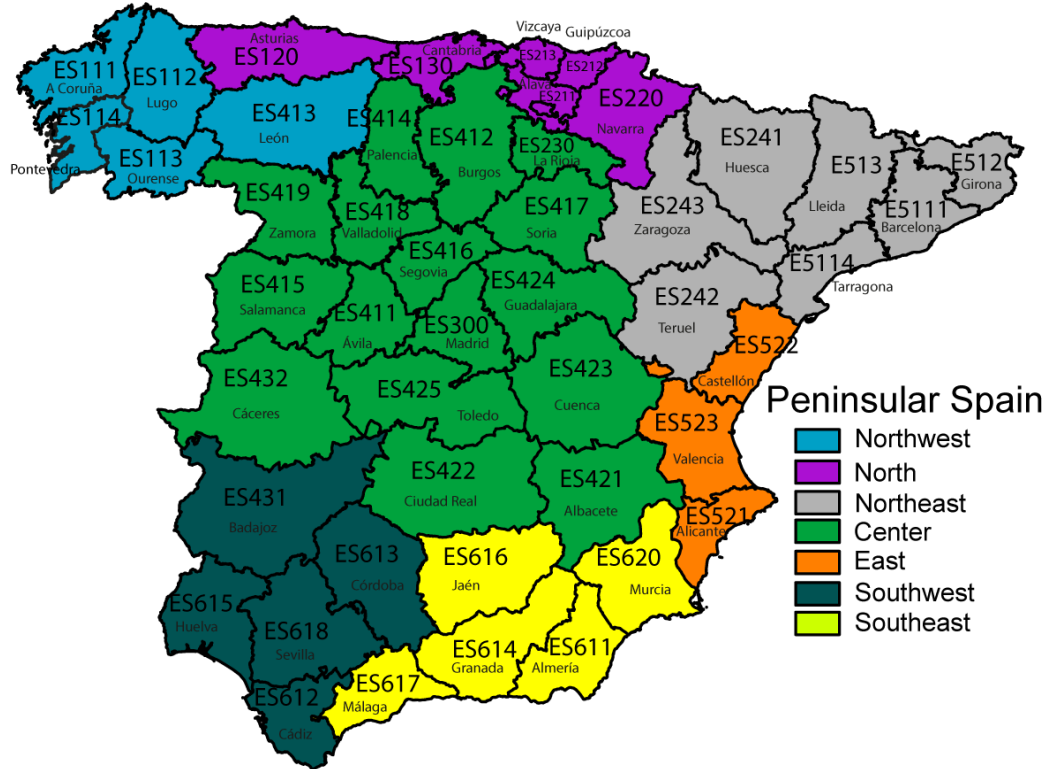 Vizcaya
Guipúzcoa
Asturias
ES120
Cantabria
ES130
ES213
ES212
Álava
ES211
ES220
Navarra
ES111
A Coruña
ES112
Lugo
ES114
Pontevedra
ES113
Ourense
ES413
León
ES414
Palencia
ES412
Burgos
ES230
La Rioja
ES241
Huesca
E513
Lleida
E512
Girona
E5111
Barcelona
E5114
Tarragona
ES243
Zaragoza
ES242
Teruel
ES419
Zamora
ES418
Valladolid
ES417
Soria
ES416
Segovia
ES424
Guadalajara
ES415
Salamanca
ES411
Ávila
ES300
Madrid
ES432
Cáceres
ES425
Toledo
ES423
Cuenca
ES522
Castellón
ES523
Valencia
ES521
Alicante
ES422
Ciudad Real
ES421
Albacete
ES431
Badajoz
ES613
Córdoba
ES616
Jaén
ES620
Murcia
ES615
Huelva
ES618
Sevilla
ES614
Granada
ES611
Almería
ES617
Málaga
ES612
Cádiz
Peninsular Spain
Northwest
North
Northeast
Center
East
Southwest
Southeast